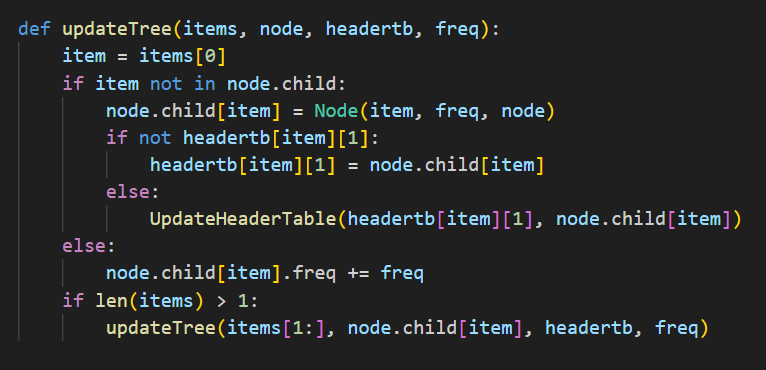 def updateTree(items, node, headertb, freq):
    item = items[0]
    if item not in node.child:
        node.child[item] = Node(item, freq, node)
        if not headertb[item][1]:
            headertb[item][1] = node.child[item]
        else:
            UpdateHeaderTable(headertb[item][1], node.child[item])
    else:
        node.child[item].freq += freq
    if len(items) > 1:
        updateTree(items[1:], node.child[item], headertb, freq)